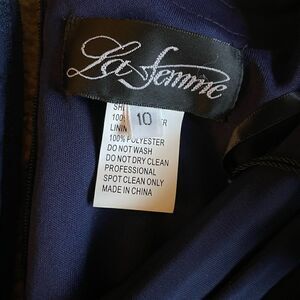 La Femme
10
100%
100% POLYESTER
DO NOT WASH
DO NOT DRY CLEAN
PROFESSIONAL
SPOT CLEAN ONLY
MADE IN CHINA